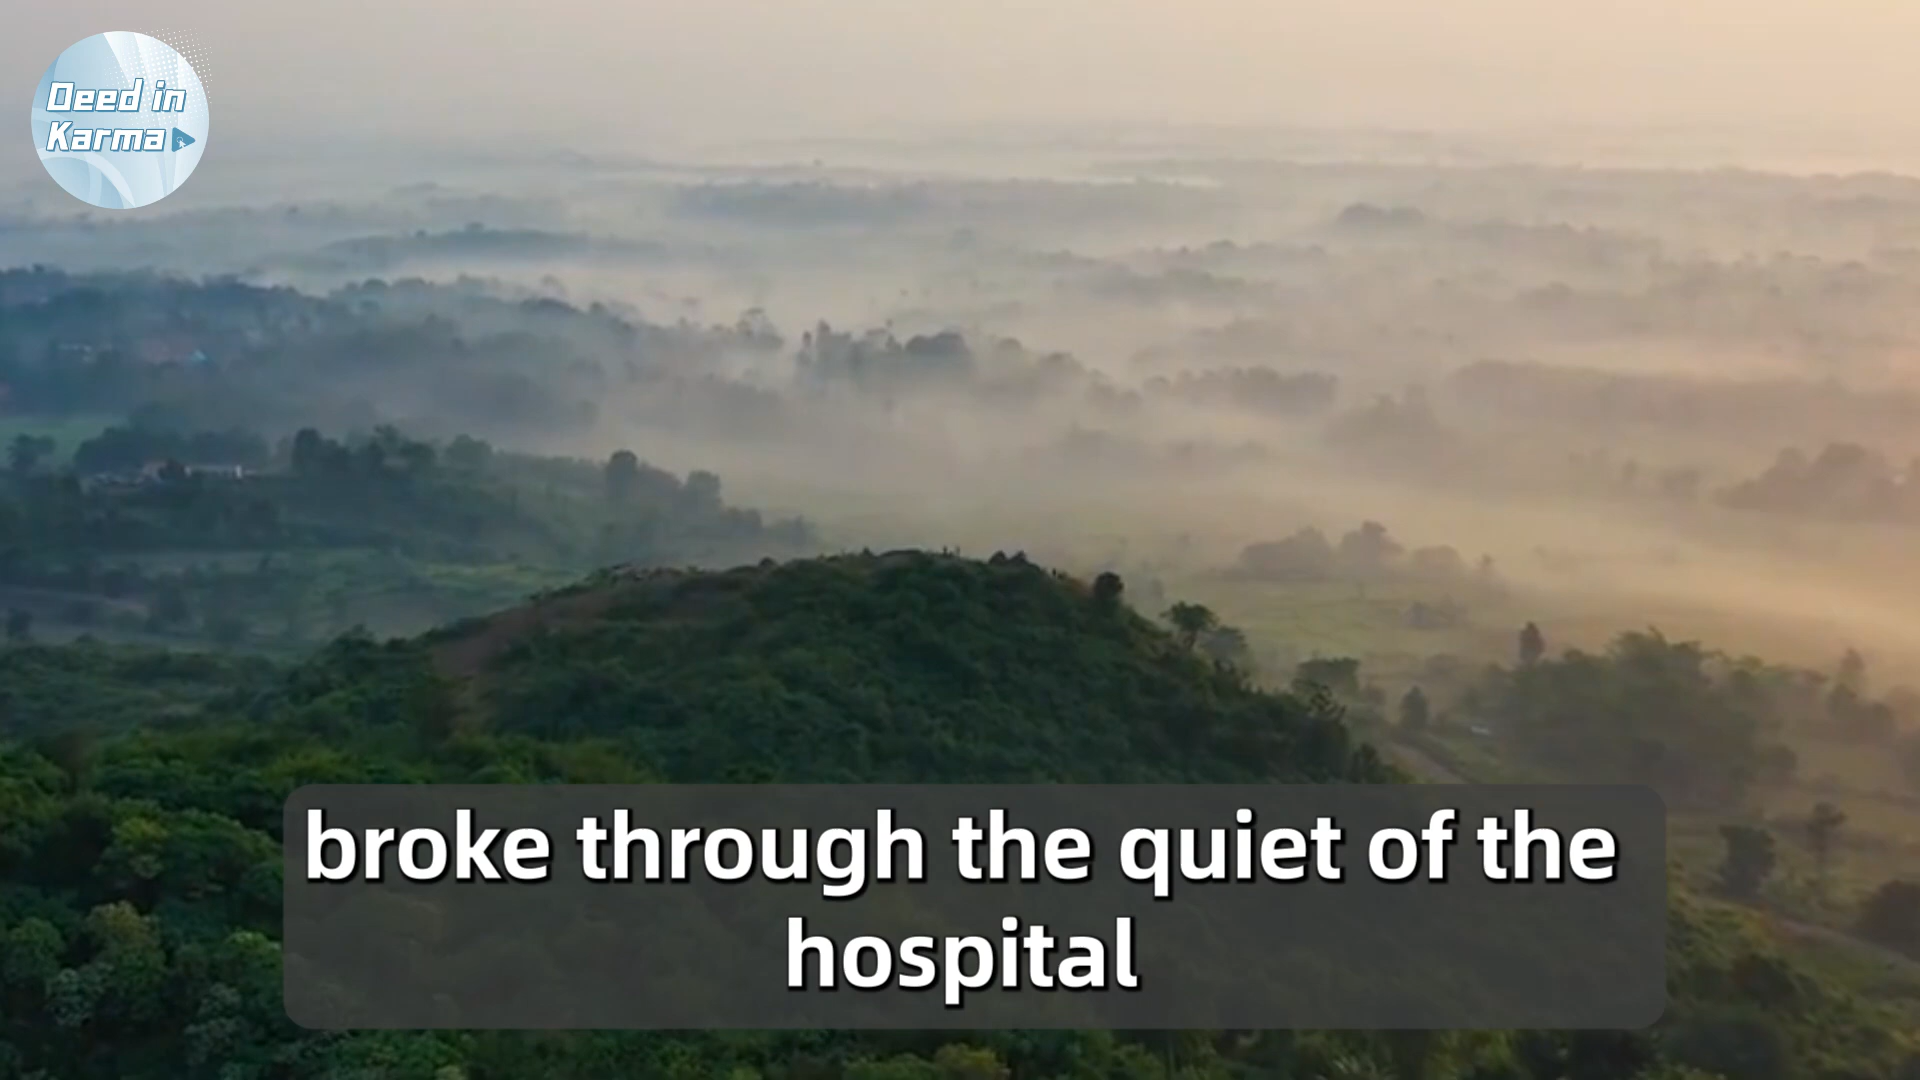 Deed in
Karma
broke through the quiet of the
hospital